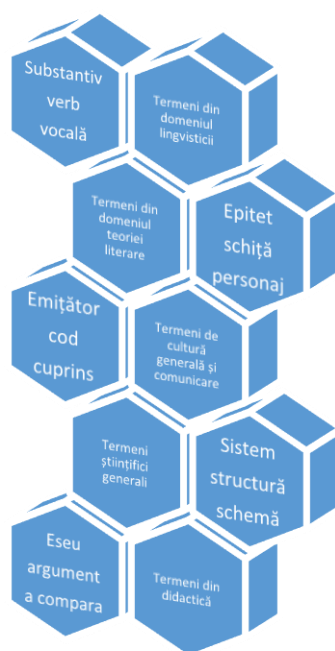 Substantiv
verb
vocală
Termeni din
domeniul
lingvisticii
Termeni din
domeniul
teoriei
literare
Epitet
schiță
personaj
Emițător
cod
cuprins
Termeni de
cultură
generală și
comunicare
Termeni
științifici
generali
Sistem
structură
schemă
Eseu
argument
a compara
Termeni din
didactică